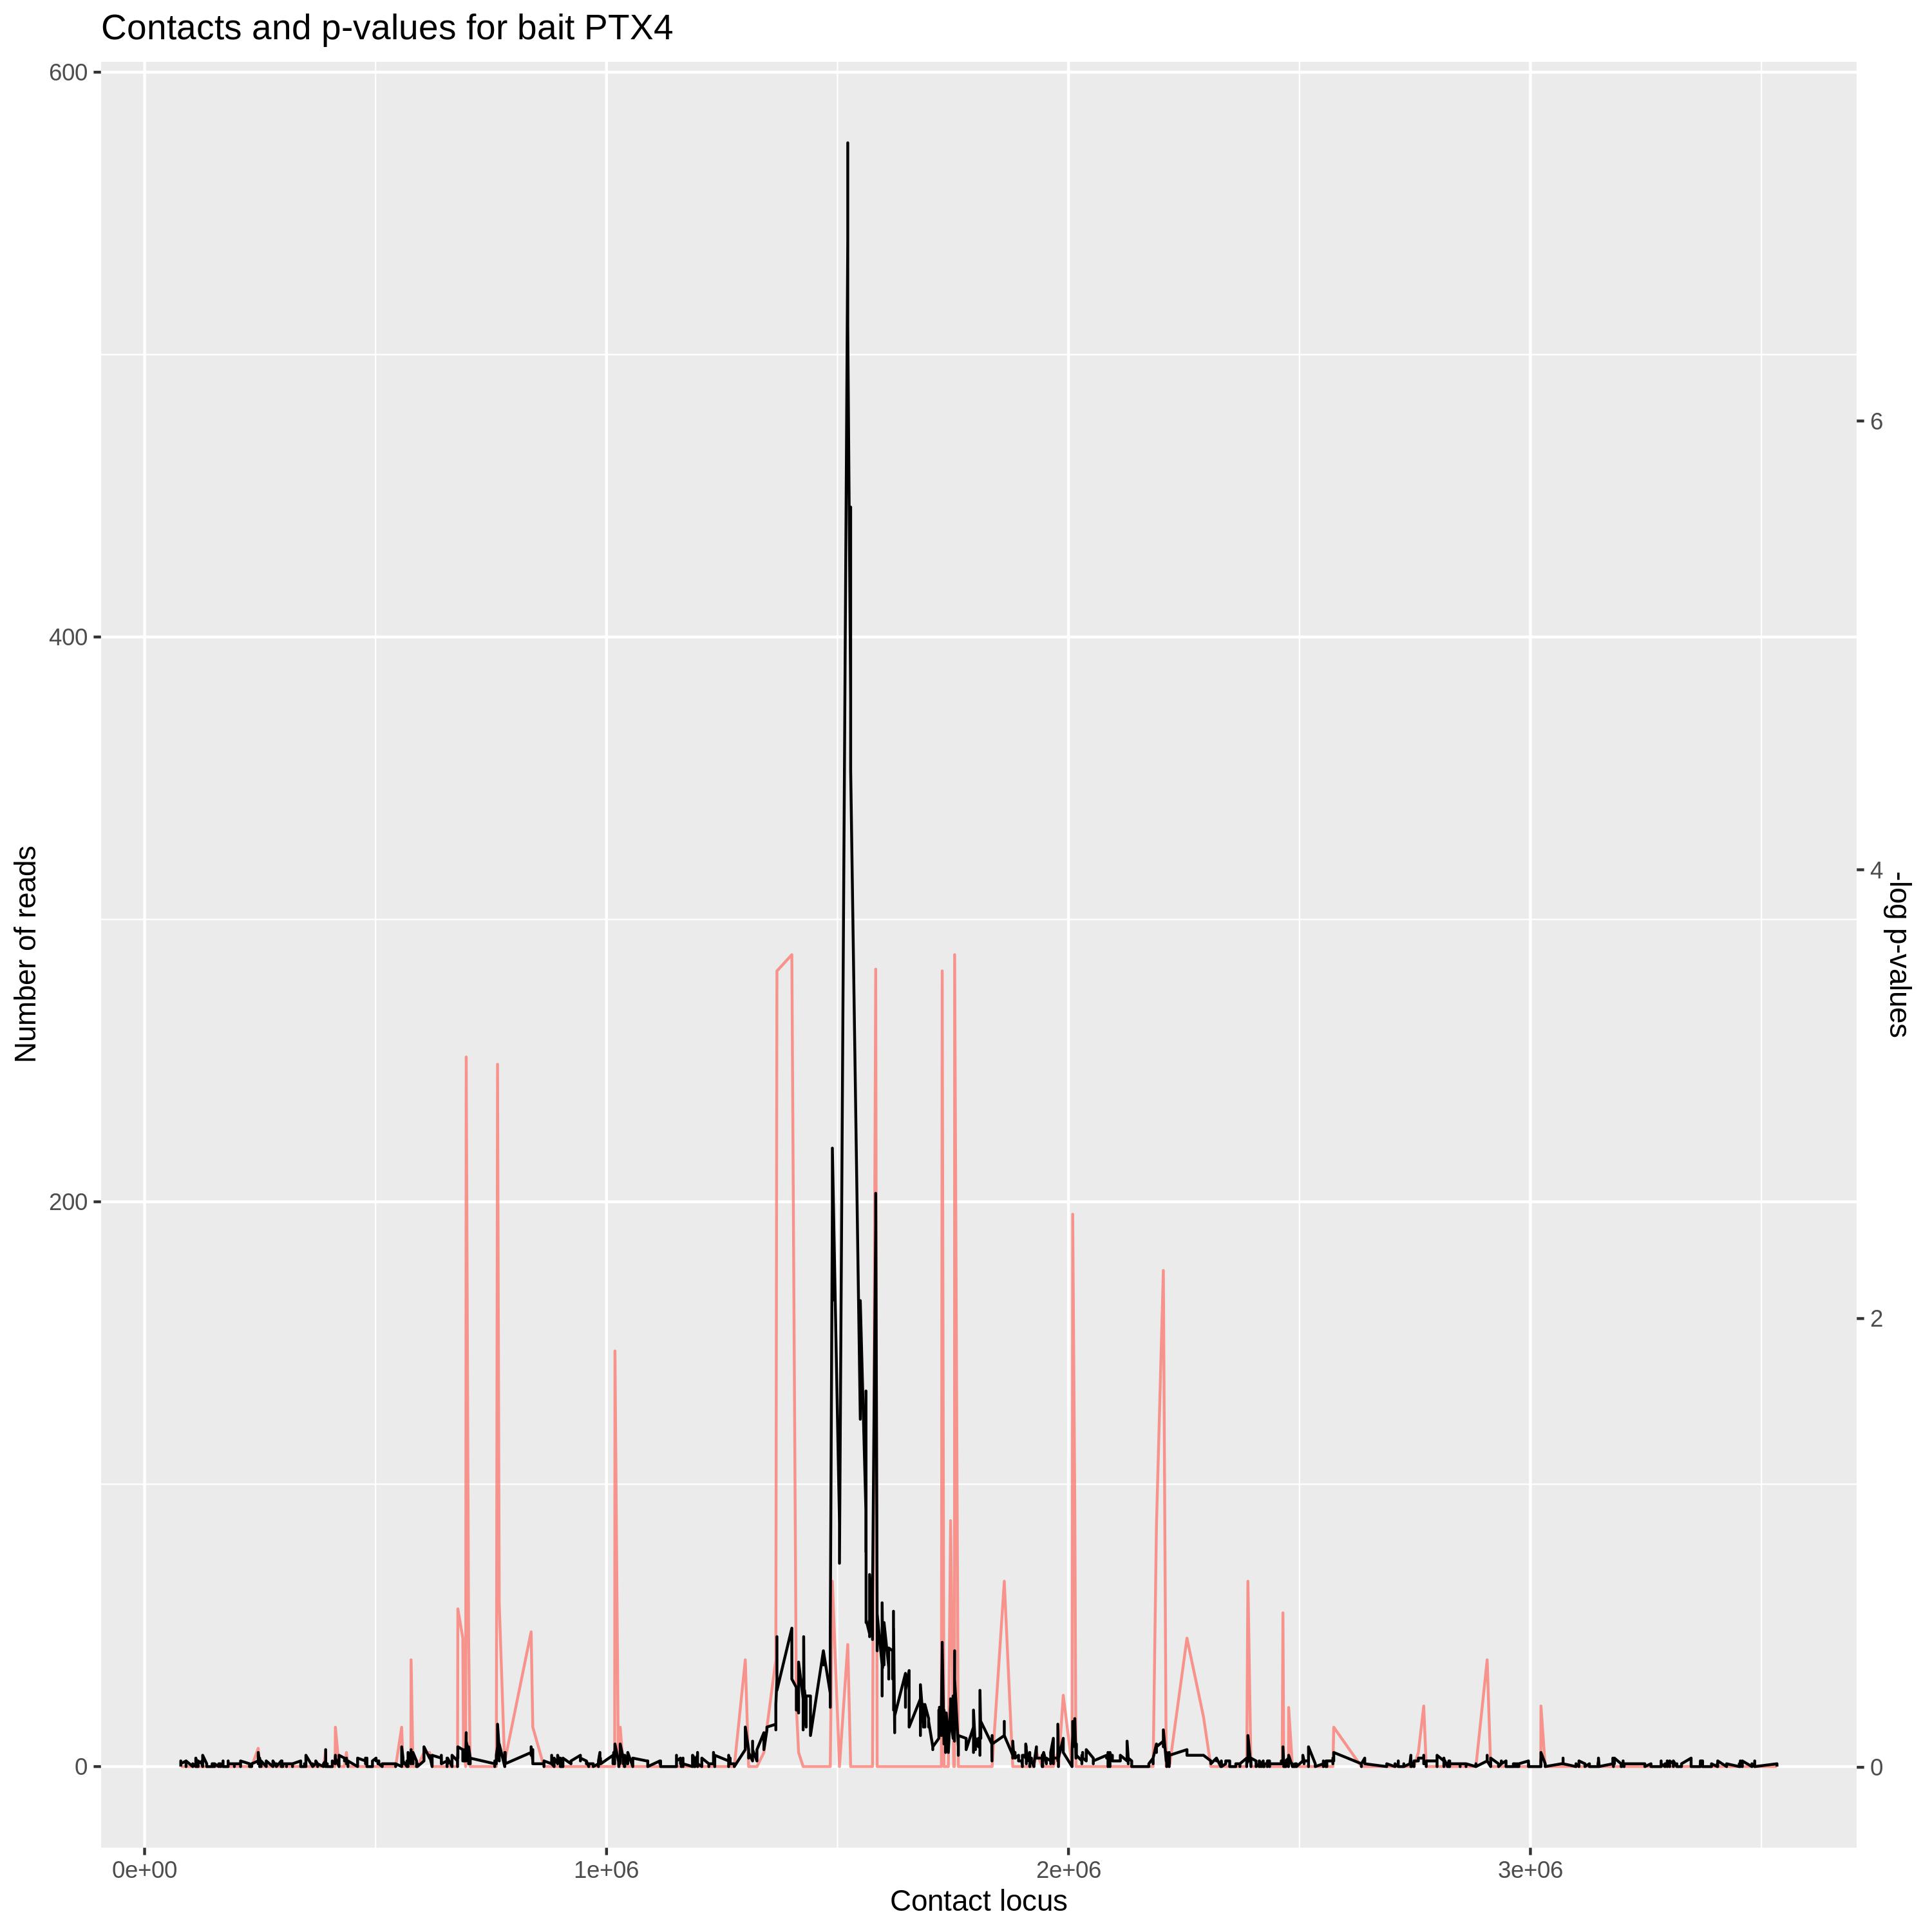 Contacts and p-values for bait PTX4
600
400
200
0
Number of reads
6
4
2
0
-log p-values
0e+00
1e+06
2e+06
3e+06
Contact locus